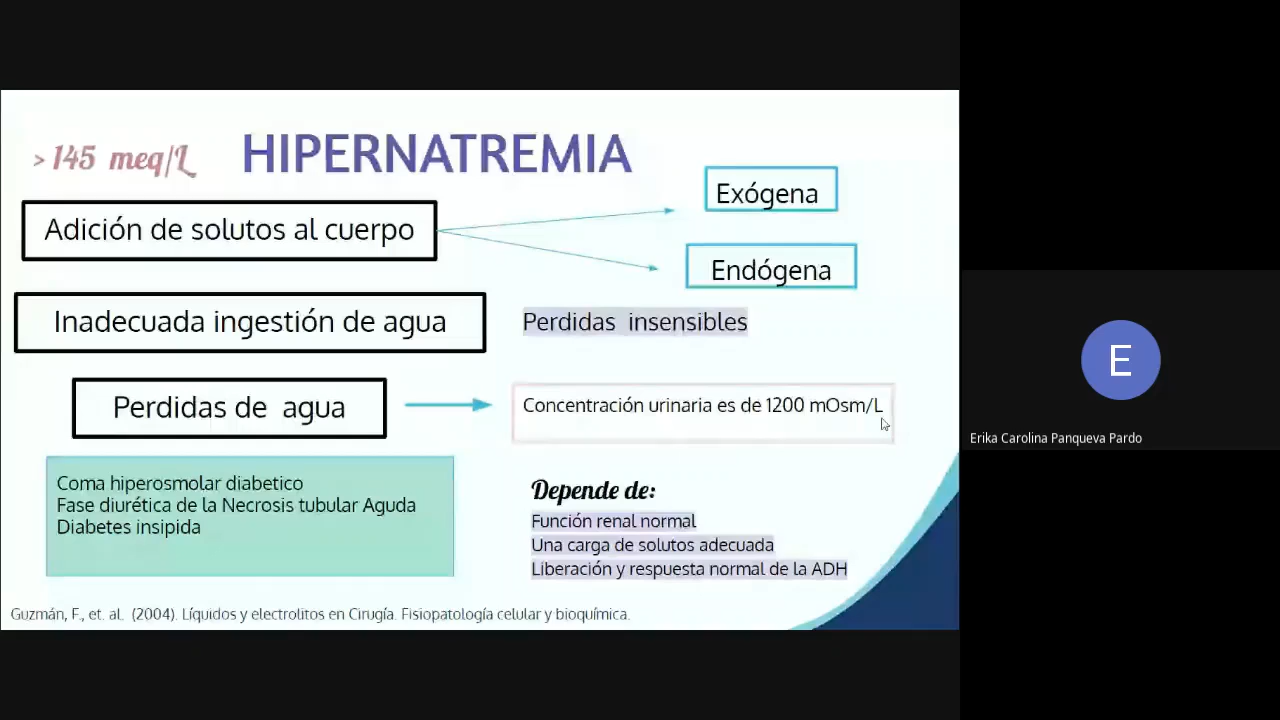 > 145 meq/L HIPERNATREMIA
Exógena
Adición de solutos al cuerpo
Endógena
Inadecuada ingestión de agua
Perdidas insensibles
Perdidas de agua
Concentración urinaria es de 1200 mOsm/L
Coma hiperosmolar diabetico
Fase diurética de la Necrosis tubular Aguda
Diabetes insipida
Depende de:
Función renal normal
Una carga de solutos adecuada
Liberación y respuesta normal de la ADH
Guzmán, F., et. al. (2004). Líquidos y electrolitos en Cirugía. Fisiopatología celular y bioquímica.
E
Erika Carolina Panqueva Pardo